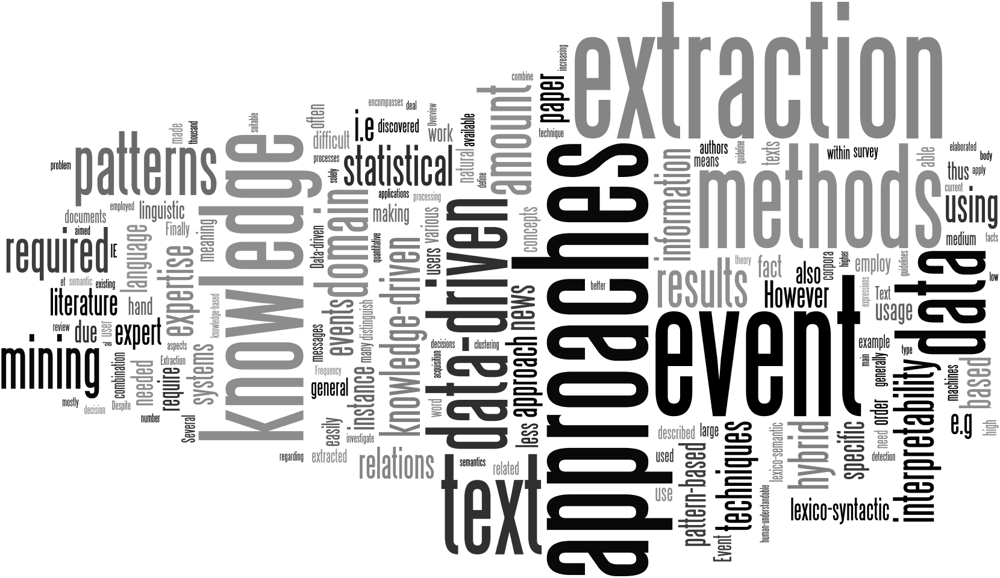 extraction
increasing
combine
paper
amount
technique
encompasses
deal
Overview
often
i.e
discovered
work
available
suitable
made
thousand
patterns
problem
knowledge
difficult
processes
statistical
solely
natural
define
approaches
information
authors
means
guideline
texts
methods
within
survey
able
elaborated
body
thus
apply
current
using
medium
facts
employed
linguistic
documents
aimed
required
IE
language
Finally
meaning
expertise
domain
Data-driven
applications
processing
making
quantitative
various
users
data-driven
concepts
knowledge-driven
results
theory
fact
also
corpora
higher
employ
guidelines
data
low
et
semantic
existing
literature
hand
knowledge-based
better
However
expressions
Text
usage
event
review
due
user
al
expert
aspects
mining
events
many
distinguish
messages
Frequency
general
instance
decisions
clustering
acquisition
news
approach
less
word
example
type
main
generally
interpretability
machines
based
combination
needed
Extraction
require
systems
mostly
decision
Despite
number
Several
easily
investigate
regarding
extracted
relations
semantics
related
text
described
large
used
use
pattern-based
techniques
Event
lexico-semantic
human-understandable
hybrid
specific
order
need
detection
e.g
high
lexico-syntactic